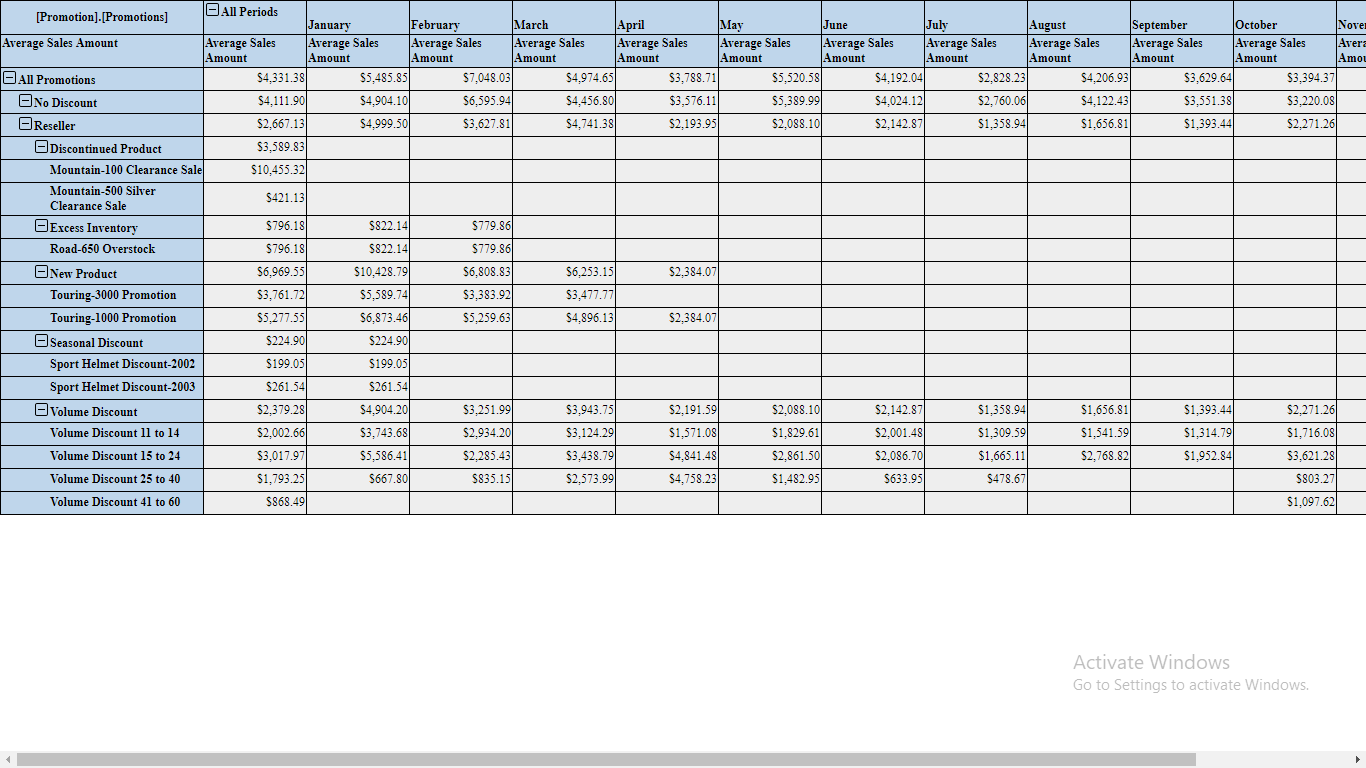 [Promotion].[Promotions] All Periods
January February March April May June July August September October Nove
Average Sales Amount Average Sales Average Sales Average Sales Average Sales Average Sales Average Sales Average Sales Average Sales Average Sales Average Sales Average Sales Avera
Amount Amount Amount Amount Amount Amount Amount Amount Amount Amount Amount Amou
All Promotions $4,331.38 $5,485.85 $7,048.03 $4,974.65 $3,788.71 $5,520.58 $4,192.04 $2,828.23 $4,206.93 $3,629.64 $3,394.37
No Discount $4,111.90 $4,904.10 $6,595.94 $4,456.80 $3,576.11 $5,389.99 $4,024.12 $2,760.06 $4,122.43 $3,551.38 $3,220.08
Reseller $2,667.13 $4,999.50 $3,627.81 $4,741.38 $2,193.95 $2,088.10 $2,142.87 $1,358.94 $1,656.81 $1,393.44 $2,271.26
Discontinued Product $3,589.83
Mountain-100 Clearance Sale $10,455.32
Mountain-500 Silver
Clearance Sale $421.13
Excess Inventory $796.18 $822.14 $779.86
Road-650 Overstock $796.18 $822.14 $779.86
New Product $6,969.55 $10,428.79 $6,808.83 $6,253.15 $2,384.07
Touring-3000 Promotion $3,761.72 $5,589.74 $3,383.92 $3,477.77
Touring-1000 Promotion $5,277.55 $6,873.46 $5,259.63 $4,896.13 $2,384.07
Seasonal Discount $224.90 $224.90
Sport Helmet Discount-2002 $199.05 $199.05
Sport Helmet Discount-2003 $261.54 $261.54
Volume Discount $2,379.28 $4,904.20 $3,251.99 $3,943.75 $2,191.59 $2,088.10 $2,142.87 $1,358.94 $1,656.81 $1,393.44 $2,271.26
Volume Discount 11 to 14 $2,002.66 $3,743.68 $2,934.20 $3,124.29 $1,571.08 $1,829.61 $2,001.48 $1,309.59 $1,541.59 $1,314.79 $1,716.08
Volume Discount 15 to 24 $3,017.97 $5,586.41 $2,285.43 $3,438.79 $4,841.48 $2,861.50 $2,086.70 $1,665.11 $2,768.82 $1,952.84 $3,621.28
Volume Discount 25 to 40 $1,793.25 $667.80 $835.15 $2,573.99 $4,758.23 $1,482.95 $633.95 $478.67 $803.27
Volume Discount 41 to 60 $868.49 $1,097.62
Activate Windows
Go to Settings to activate Windows.